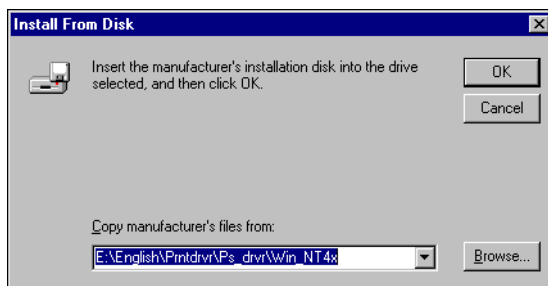 Install From Disk
Insert the manufacturer's installation disk into the drive
selected, and then click OK.
OK
Cancel
Copy manufacturer's files from:
E:\English\Prntdrvr\Ps_drvr\Win_NT4x
Browse...